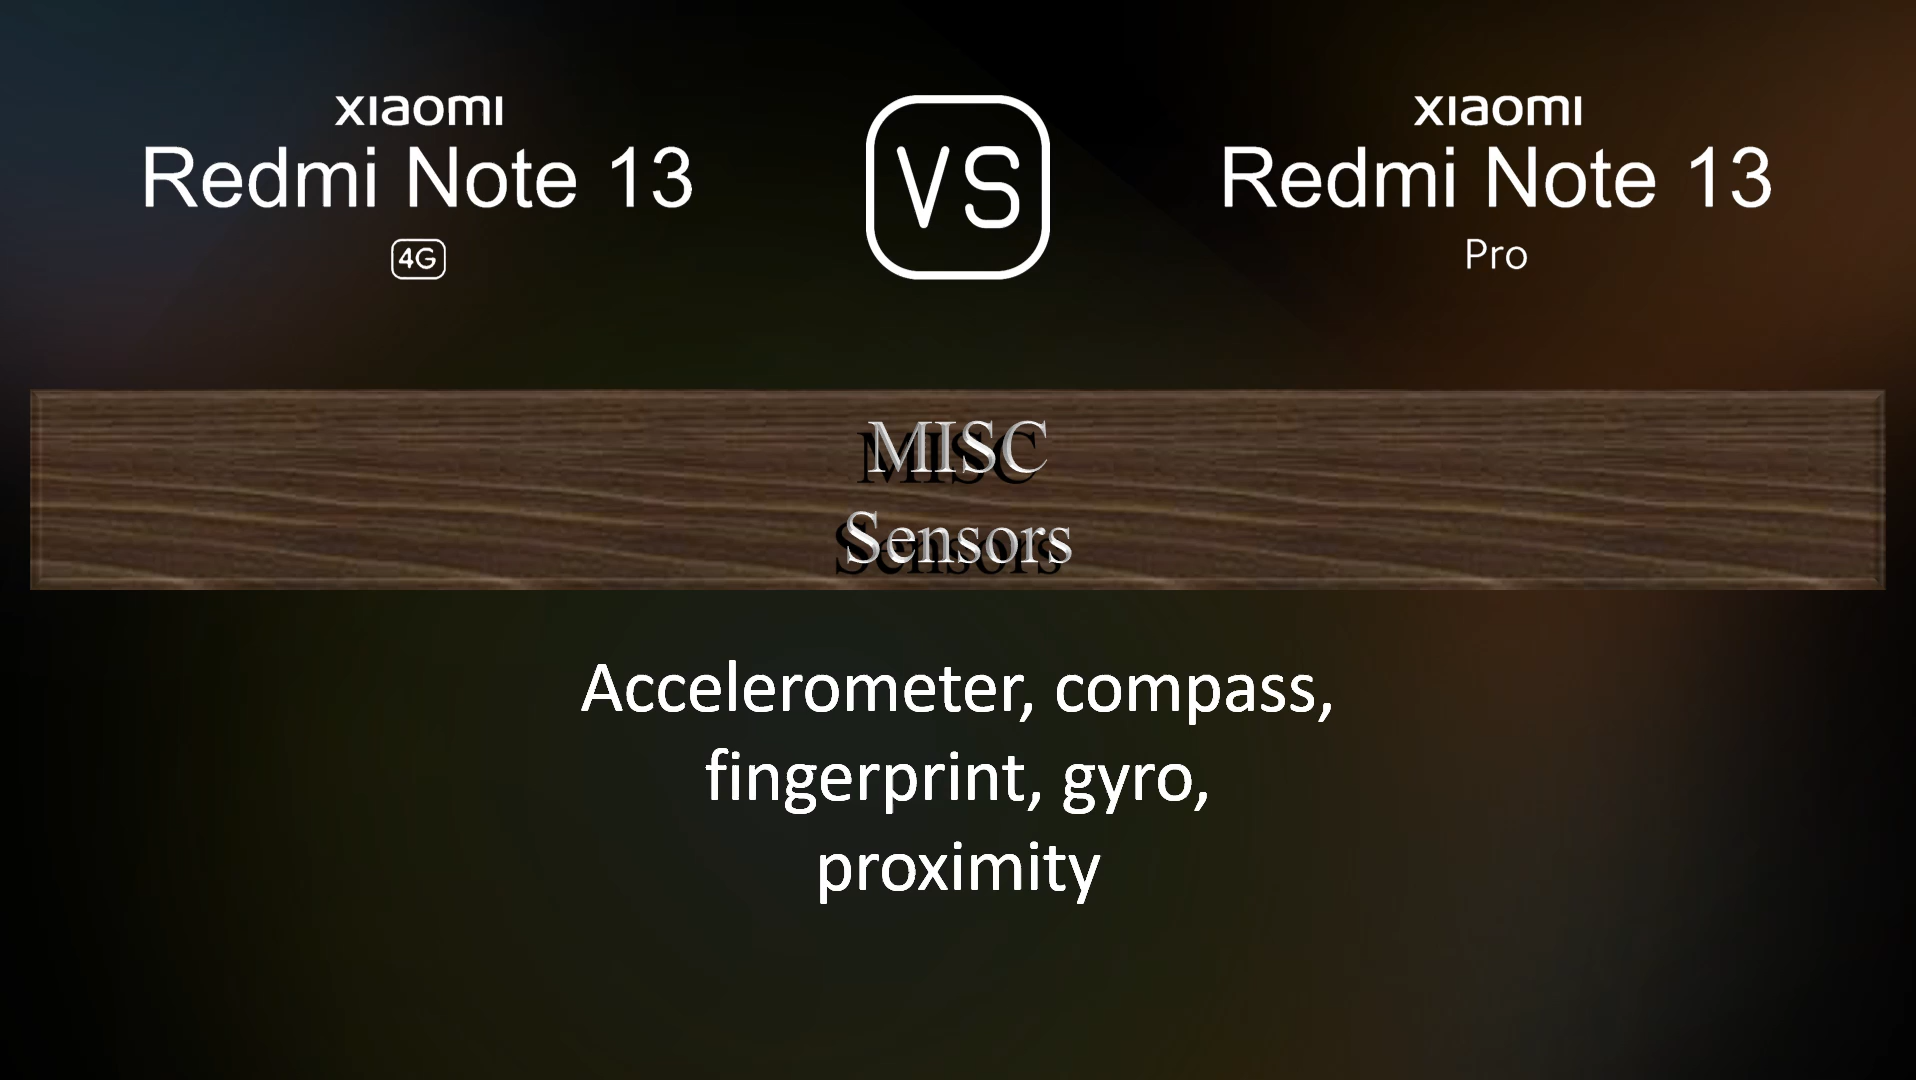 xiaomi
Redmi Note 13
4G
VS
xiaomi
Redmi Note 13
Pro
MISC
Sensors
Accelerometer, compass,
fingerprint, gyro,
proximity